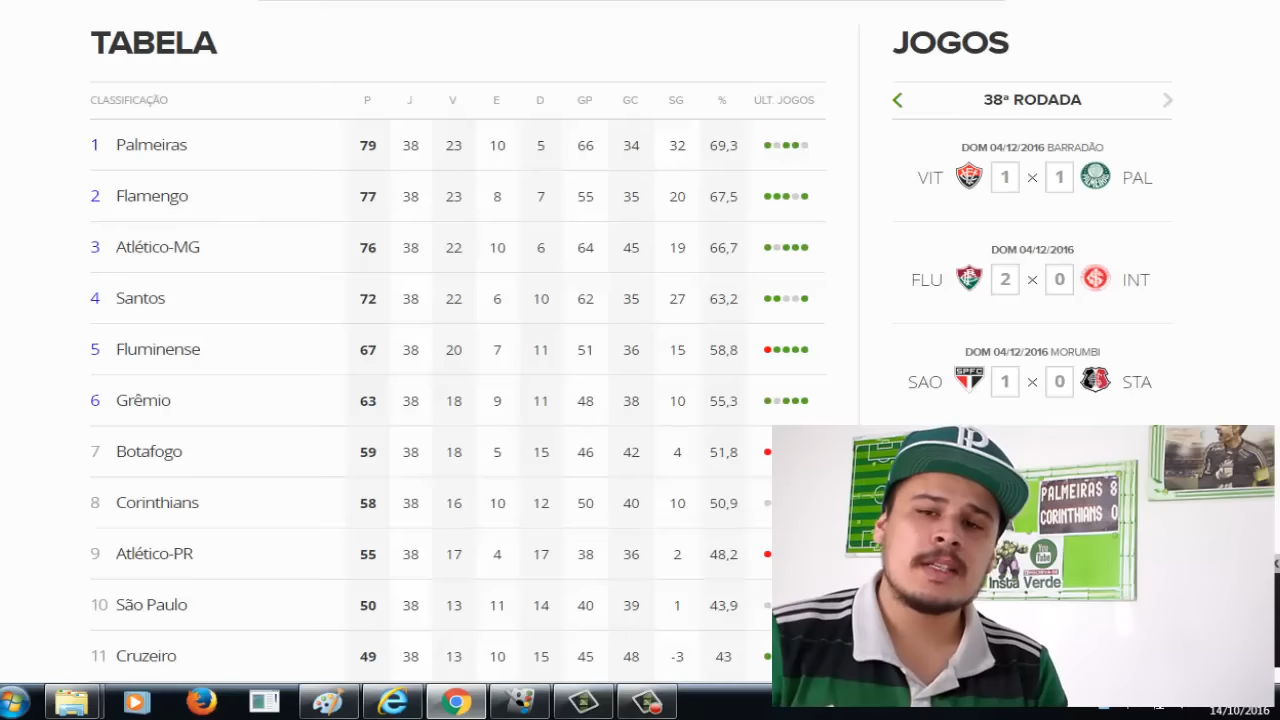 TABELA
CLASSIFICAÇÃO P J V E D GP GC SG % ÚLT. JOGOS
1 Palmeiras 79 38 23 10 5 66 34 32 69,3
2 Flamengo 77 38 23 8 7 55 35 20 67,5
3 Atlético-MG 76 38 22 10 6 64 45 19 66,7
4 Santos 72 38 22 6 10 62 35 27 63,2
5 Fluminense 67 38 20 7 11 51 36 15 58,8
6 Grêmio 63 38 18 9 11 48 38 10 55,3
7 Botafogo 59 38 18 5 15 46 42 4 51,8
8 Corinthians 58 38 16 10 12 50 40 10 50,9
9 Atlético-PR 55 38 17 4 17 38 36 2 48,2
10 São Paulo 50 38 13 11 14 40 39 1 43,9
11 Cruzeiro 49 38 13 10 15 45 48 -3 43
JOGOS
38ª RODADA
DOM 04/12/2016 BARRADÃO
VIT 1 × 1 PAL
DOM 04/12/2016
FLU 2 × 0 INT
DOM 04/12/2016 MORUMBI
SAO 1 × 0 STA
SPFC
PALMEIRAS 8
CORINTHIANS 0
You Tube
Insta Verde
14/10/2016